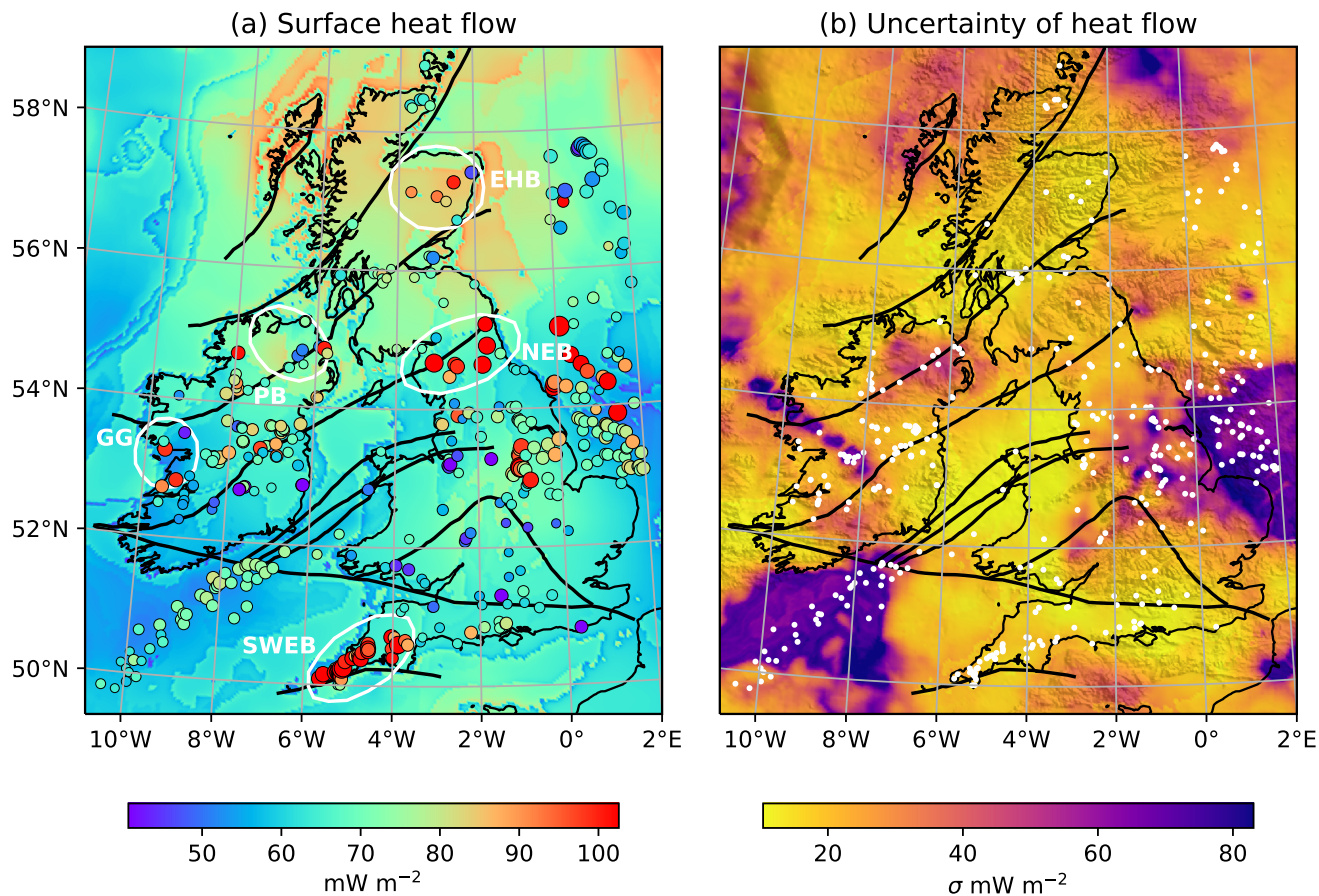 (a) Surface heat flow
(b) Uncertainty of heat flow
58°N
56°N
54°N
52°N
50°N
EHB
NEB
PB
GG
SWEB
10°W 8°W 6°W 4°W 2°W 0° 2°E
10°W 8°W 6°W 4°W 2°W 0° 2°E
50 60 70 80 90 100
mW m⁻²
20 40 60 80
σ mW m⁻²